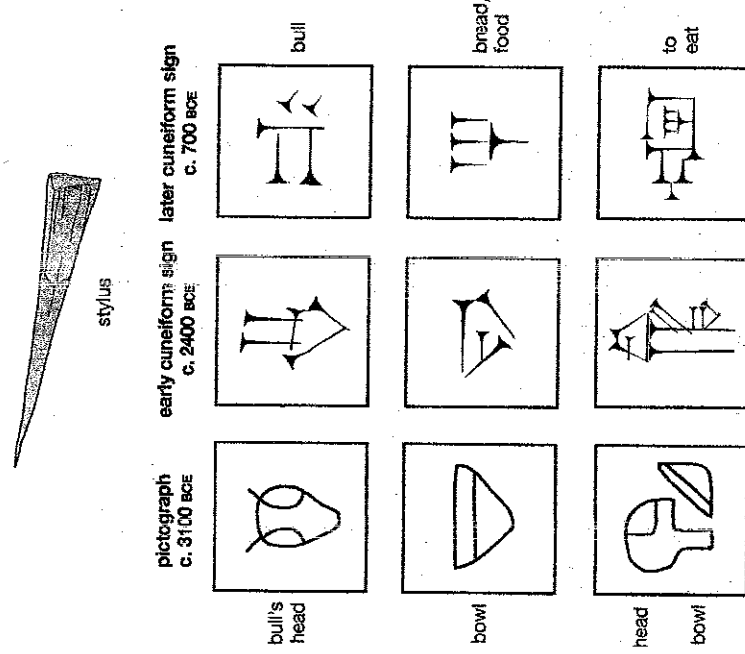 stylus
pictograph
c. 3100 BCE
early cuneiform sign
c. 2400 BCE
later cuneiform sign
c. 700 BCE
bull's
head
bull
bowl
bread,
food
head
bowl
to
eat